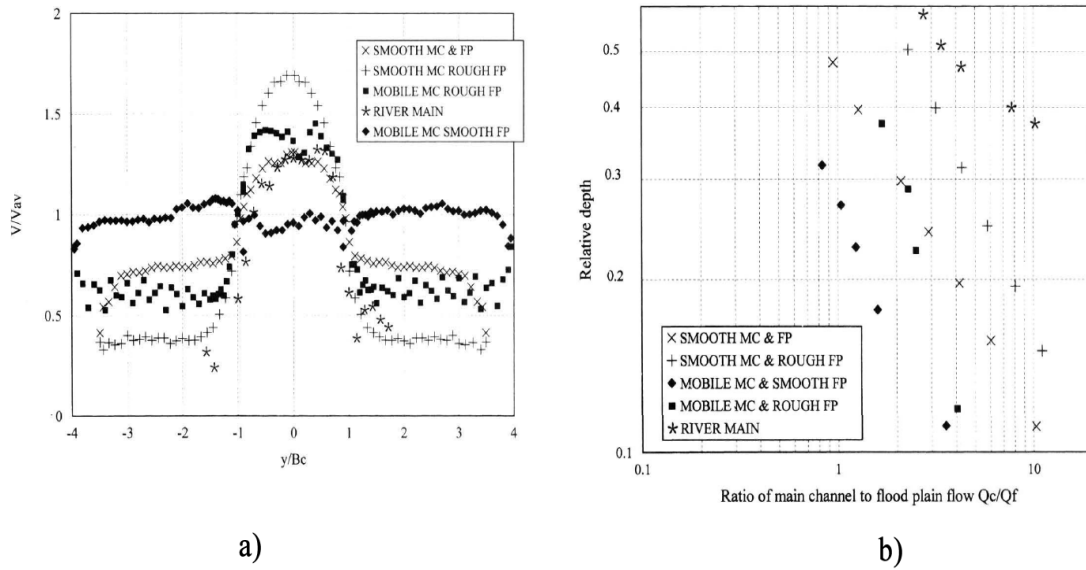 2
1.5
1
0.5
0
-4
-3
-2
-1
0
1
2
3
4
V/Vav
y/Bc
SMOOTH MC & FP
SMOOTH MC ROUGH FP
MOBILE MC ROUGH FP
RIVER MAIN
MOBILE MC SMOOTH FP
a)
0.5
0.4
0.3
0.2
0.1
0.1
1
10
Relative depth
Ratio of main channel to flood plain flow Qc/Qf
SMOOTH MC & FP
SMOOTH MC & ROUGH FP
MOBILE MC & SMOOTH FP
MOBILE MC & ROUGH FP
RIVER MAIN
b)